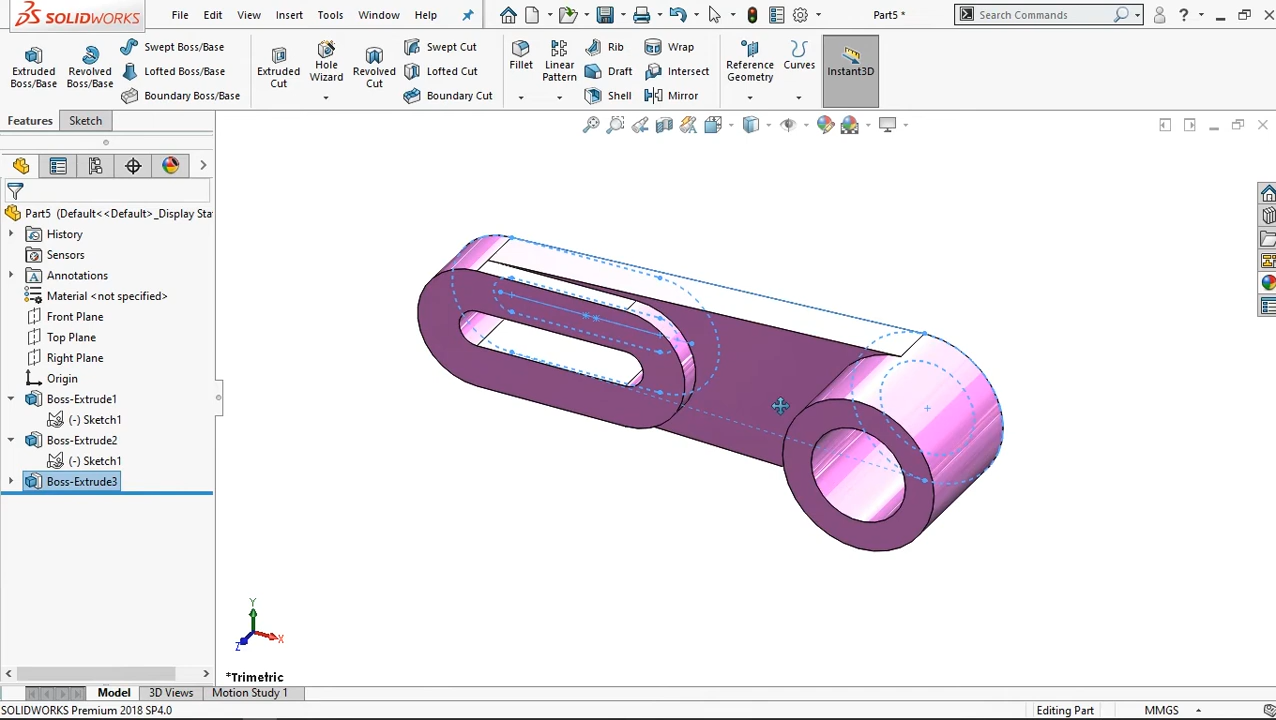 SOLIDWORKS File Edit View Insert Tools Window Help Part5 * Search Commands ?
Extruded Boss/Base Revolved Boss/Base Swept Boss/Base Lofted Boss/Base Boundary Boss/Base Extruded Cut Hole Wizard Revolved Cut Swept Cut Lofted Cut Boundary Cut Fillet Linear Pattern Rib Draft Shell Wrap Intersect Mirror Reference Geometry Curves Instant3D
Features Sketch
Part5 (Default<<Default>_Display Sta
History
Sensors
Annotations
Material <not specified>
Front Plane
Top Plane
Right Plane
Origin
Boss-Extrude1
(-) Sketch1
Boss-Extrude2
(-) Sketch1
Boss-Extrude3
Y
X
Z
*Trimetric
Model 3D Views Motion Study 1
SOLIDWORKS Premium 2018 SP4.0 Editing Part MMGS